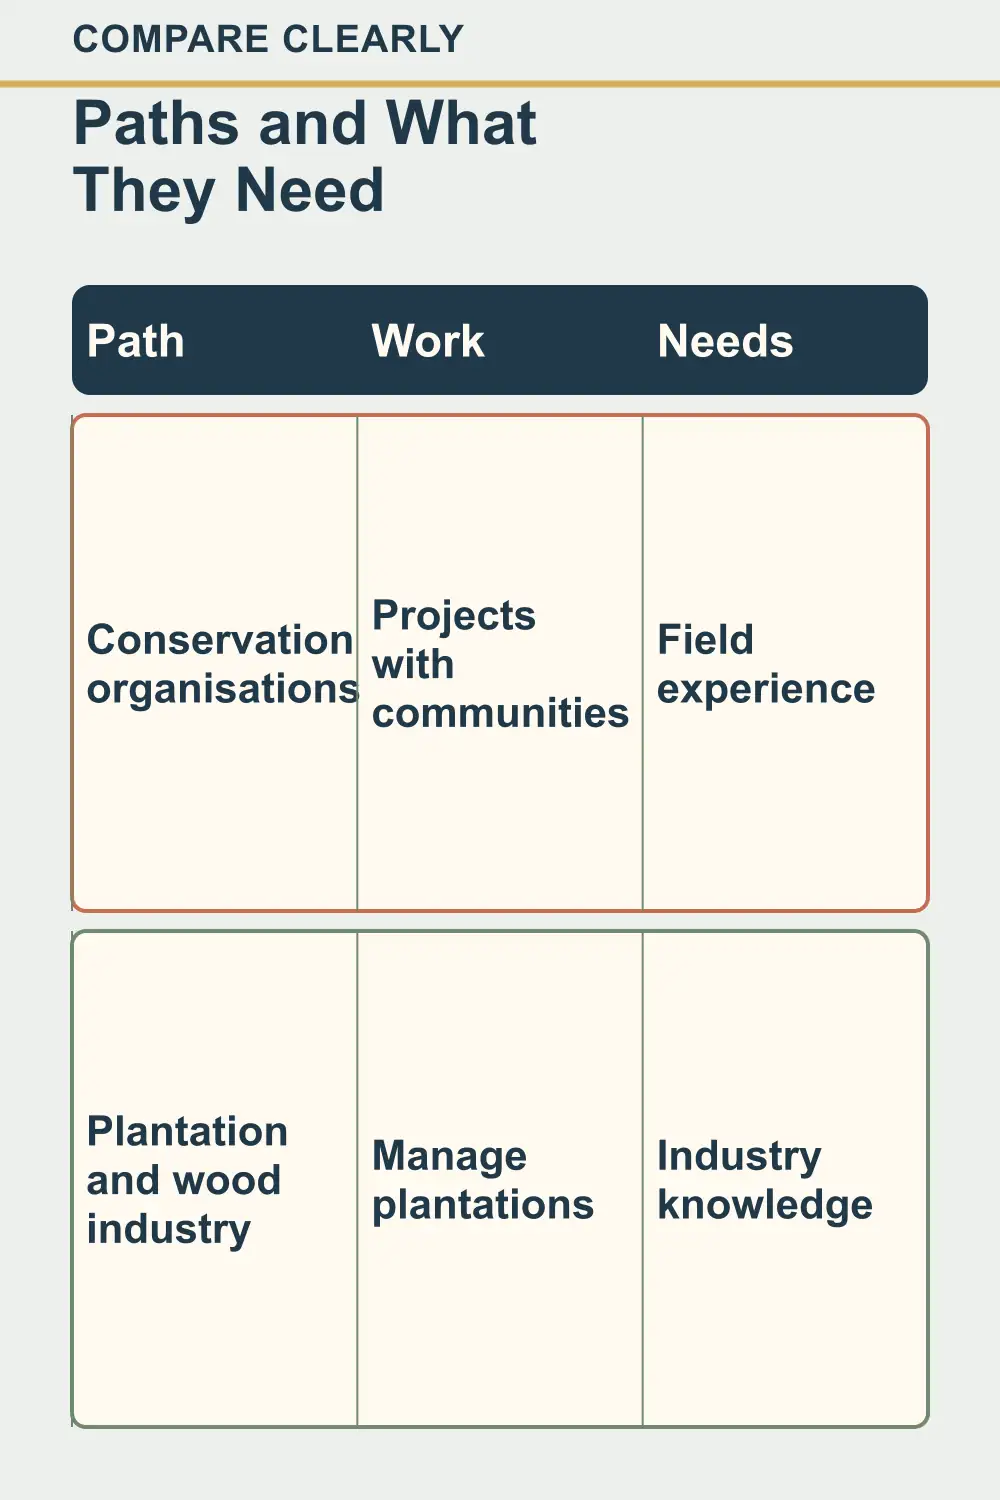 COMPARE CLEARLY
Paths and What
They Need
Path Work Needs
Conservation
organisations
Projects
with
communities
Field
experience
Plantation
and wood
industry
Manage
plantations
Industry
knowledge